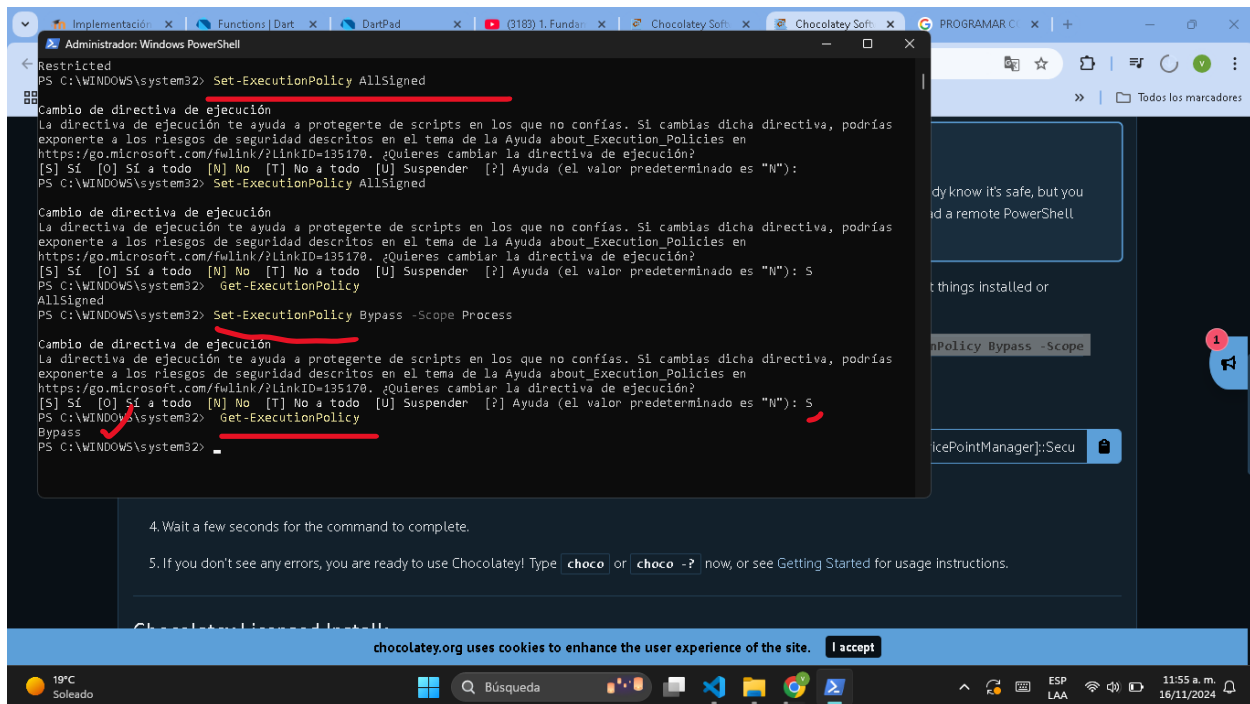 Implementación
Functions | Dart
DartPad
(3183) 1. Fundar
Chocolatey Soft
Chocolatey Soft
PROGRAMAR C
Administrador: Windows PowerShell
Todos los marcadores
Restricted
PS C:\WINDOWS\system32> Set-ExecutionPolicy AllSigned
Cambio de directiva de ejecución
La directiva de ejecución te ayuda a protegerte de scripts en los que no confías. Si cambias dicha directiva, podrías
exponerte a los riesgos de seguridad descritos en el tema de la Ayuda about_Execution_Policies en
https:/go.microsoft.com/fwlink/?LinkID=135170. ¿Quieres cambiar la directiva de ejecución?
[S] Sí  [O] Sí a todo  [N] No  [T] No a todo  [U] Suspender  [?] Ayuda (el valor predeterminado es "N"):
PS C:\WINDOWS\system32> Set-ExecutionPolicy AllSigned
Cambio de directiva de ejecución
La directiva de ejecución te ayuda a protegerte de scripts en los que no confías. Si cambias dicha directiva, podrías
exponerte a los riesgos de seguridad descritos en el tema de la Ayuda about_Execution_Policies en
https:/go.microsoft.com/fwlink/?LinkID=135170. ¿Quieres cambiar la directiva de ejecución?
[S] Sí  [O] Sí a todo  [N] No  [T] No a todo  [U] Suspender  [?] Ayuda (el valor predeterminado es "N"): S
PS C:\WINDOWS\system32>  Get-ExecutionPolicy
AllSigned
PS C:\WINDOWS\system32> Set-ExecutionPolicy Bypass -Scope Process
Cambio de directiva de ejecución
La directiva de ejecución te ayuda a protegerte de scripts en los que no confías. Si cambias dicha directiva, podrías
exponerte a los riesgos de seguridad descritos en el tema de la Ayuda about_Execution_Policies en
https:/go.microsoft.com/fwlink/?LinkID=135170. ¿Quieres cambiar la directiva de ejecución?
[S] Sí  [O] Sí a todo  [N] No  [T] No a todo  [U] Suspender  [?] Ayuda (el valor predeterminado es "N"): S
PS C:\WINDOWS\system32>  Get-ExecutionPolicy
Bypass
PS C:\WINDOWS\system32>
dy know it's safe, but you
ad a remote PowerShell
t things installed or
nPolicy Bypass -Scope
1
icePointManager]::Secu
4. Wait a few seconds for the command to complete.
5. If you don't see any errors, you are ready to use Chocolatey! Type choco or choco -? now, or see Getting Started for usage instructions.
Chocolatey Licensed Install:
chocolatey.org uses cookies to enhance the user experience of the site. I accept
19°C
Soleado
Búsqueda
ESP
LAA
11:55 a. m.
16/11/2024